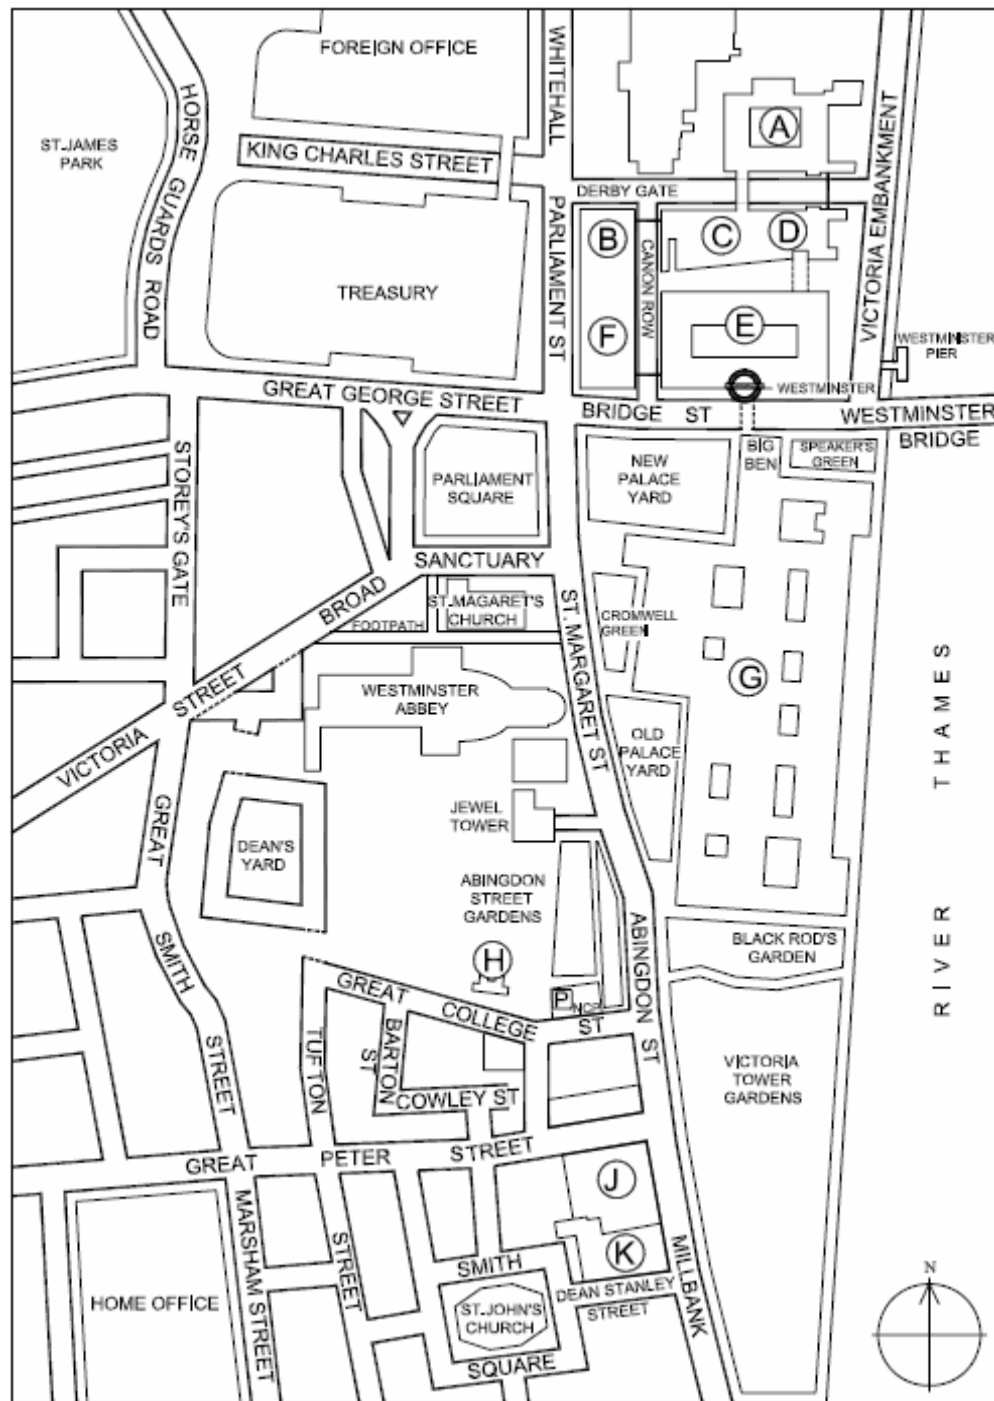 FOREIGN OFFICE
WHITEHALL
HORSE GUARDS ROAD
ST.JAMES
PARK
KING CHARLES STREET
A
DERBY GATE
VICTORIA EMBANKMENT
PARLIAMENT ST
B
CANON ROW
C
D
TREASURY
F
E
WESTMINSTER
PIER
WESTMINSTER
GREAT GEORGE STREET
BRIDGE ST
WESTMINSTER
BRIDGE
STOREY'S GATE
PARLIAMENT
SQUARE
NEW
PALACE
YARD
BIG
BEN
SPEAKER'S
GREEN
BROAD SANCTUARY
ST.MAGARET'S
CHURCH
FOOTPATH
ST. MARGARET ST
CROMWELL
GREEN
G
VICTORIA STREET
WESTMINSTER
ABBEY
OLD
PALACE
YARD
RIVER THAMES
GREAT SMITH STREET
DEAN'S
YARD
JEWEL
TOWER
ABINGDON
STREET
GARDENS
ABINGDON ST
BLACK ROD'S
GARDEN
H
P
NCP
GREAT COLLEGE ST
TUFTON STREET
BARTON
ST
COWLEY ST
VICTORIA
TOWER
GARDENS
GREAT PETER STREET
J
K
MARSHAM STREET
SMITH SQUARE
DEAN STANLEY
STREET
MILLBANK
HOME OFFICE
ST.JOHN'S
CHURCH
N